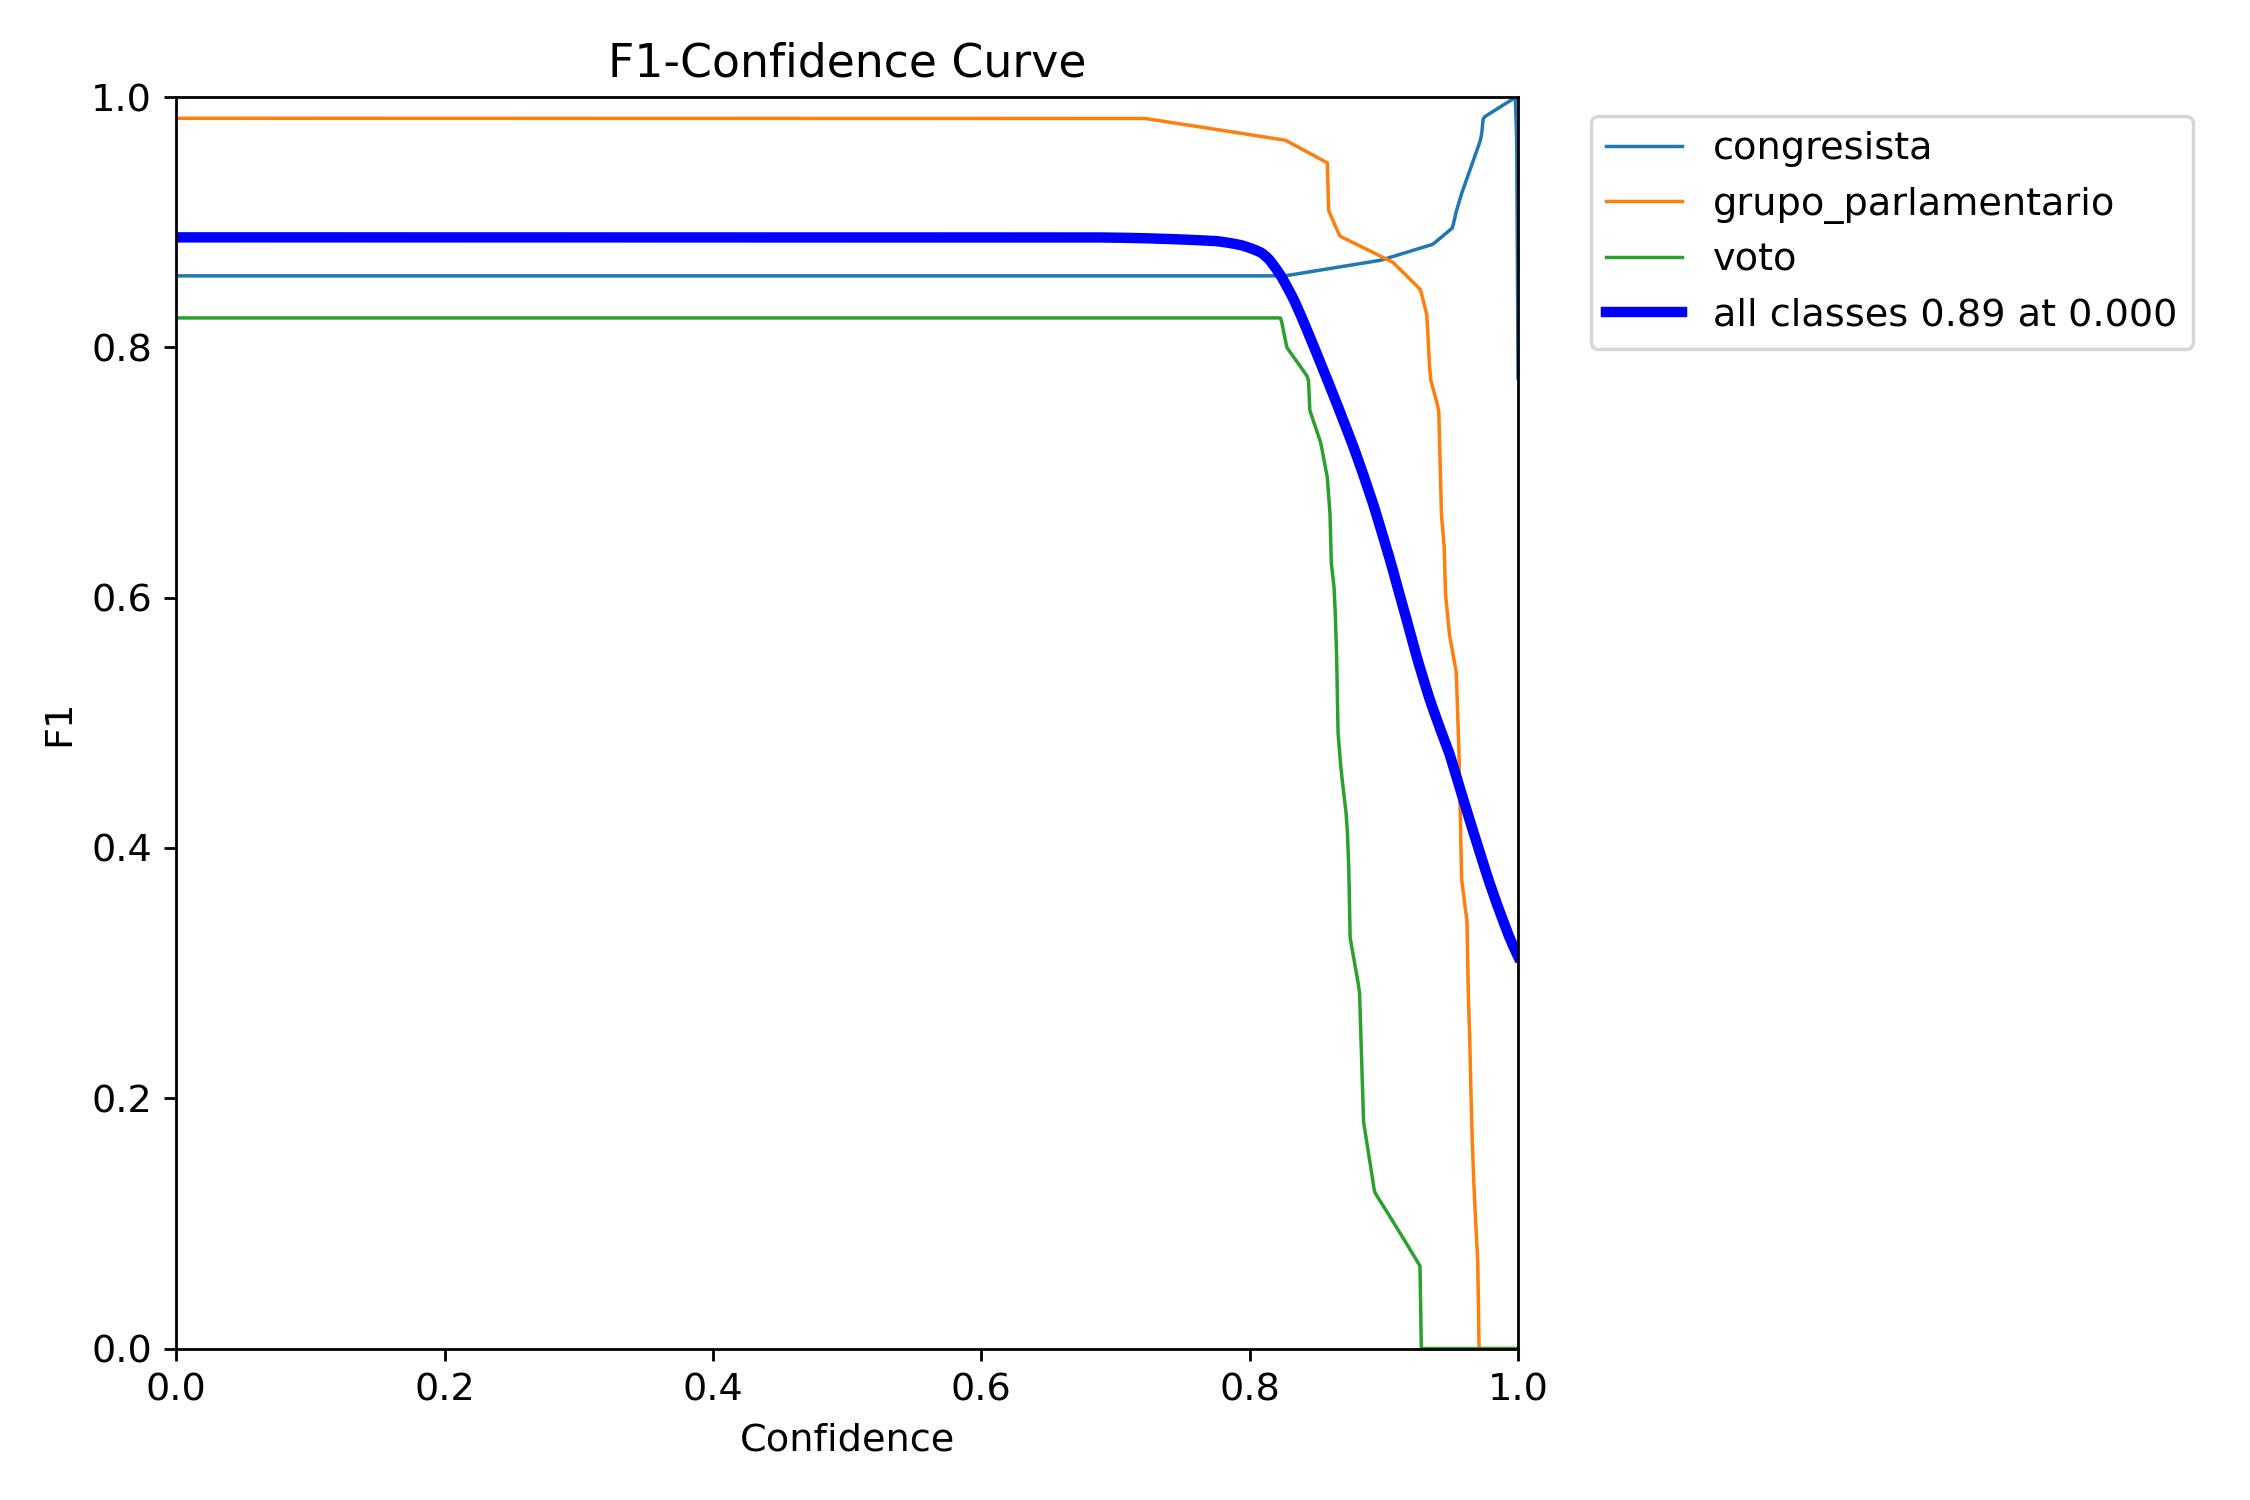 F1-Confidence Curve
1.0
0.8
0.6
0.4
0.2
0.0
F1
0.0 0.2 0.4 0.6 0.8 1.0
Confidence
congresista
grupo_parlamentario
voto
all classes 0.89 at 0.000